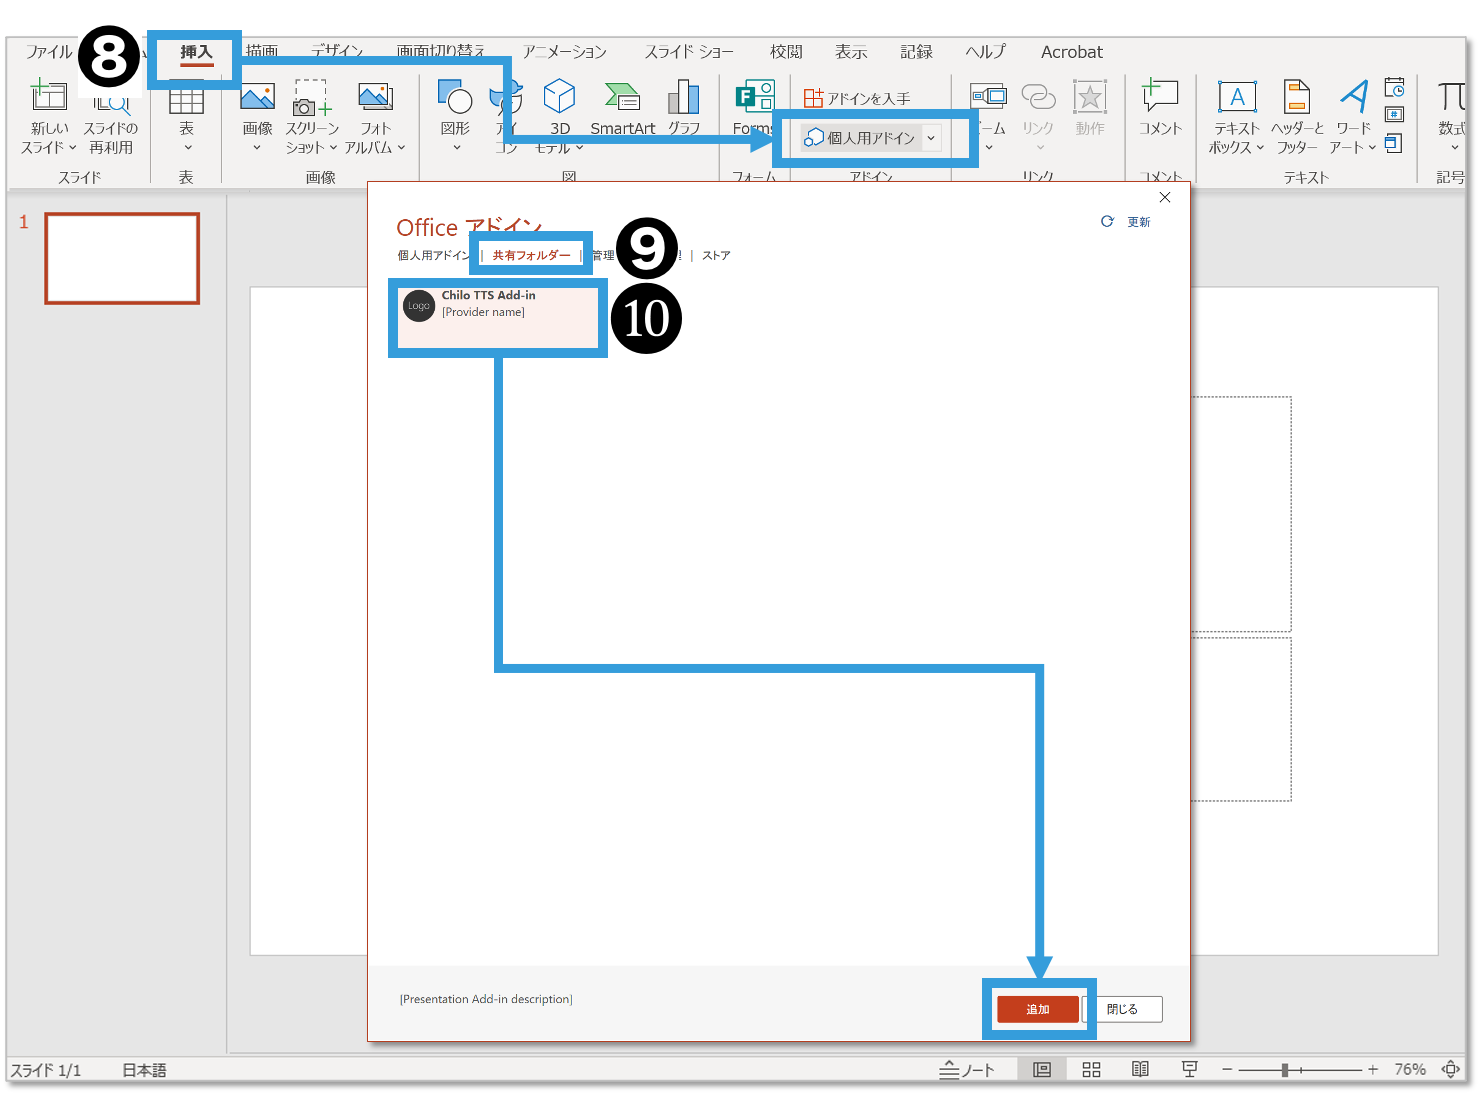 8
ファイル 挿入 描画 デザイン 画面切り替え アニメーション スライド ショー 校閲 表示 記録 ヘルプ Acrobat
新しい
スライド
スライドの
再利用
表
画像
スクリーン
ショット
フォト
アルバム
図形
アイ
コン
3D
モデル
SmartArt
グラフ
Forms
アドインを入手
個人用アドイン
ーム
リンク
動作
コメント
テキスト
ボックス
ヘッダーと
フッター
ワード
アート
数式
スライド 表 画像 図 フォーム アドイン リンク コメント テキスト 記号
1
Office アドイン
更新
個人用アドイン | 共有フォルダー | 管理 | ストア
9
Logo
Chilo TTS Add-in
[Provider name]
10
[Presentation Add-in description]
追加
閉じる
スライド 1/1 日本語 ノート 76%